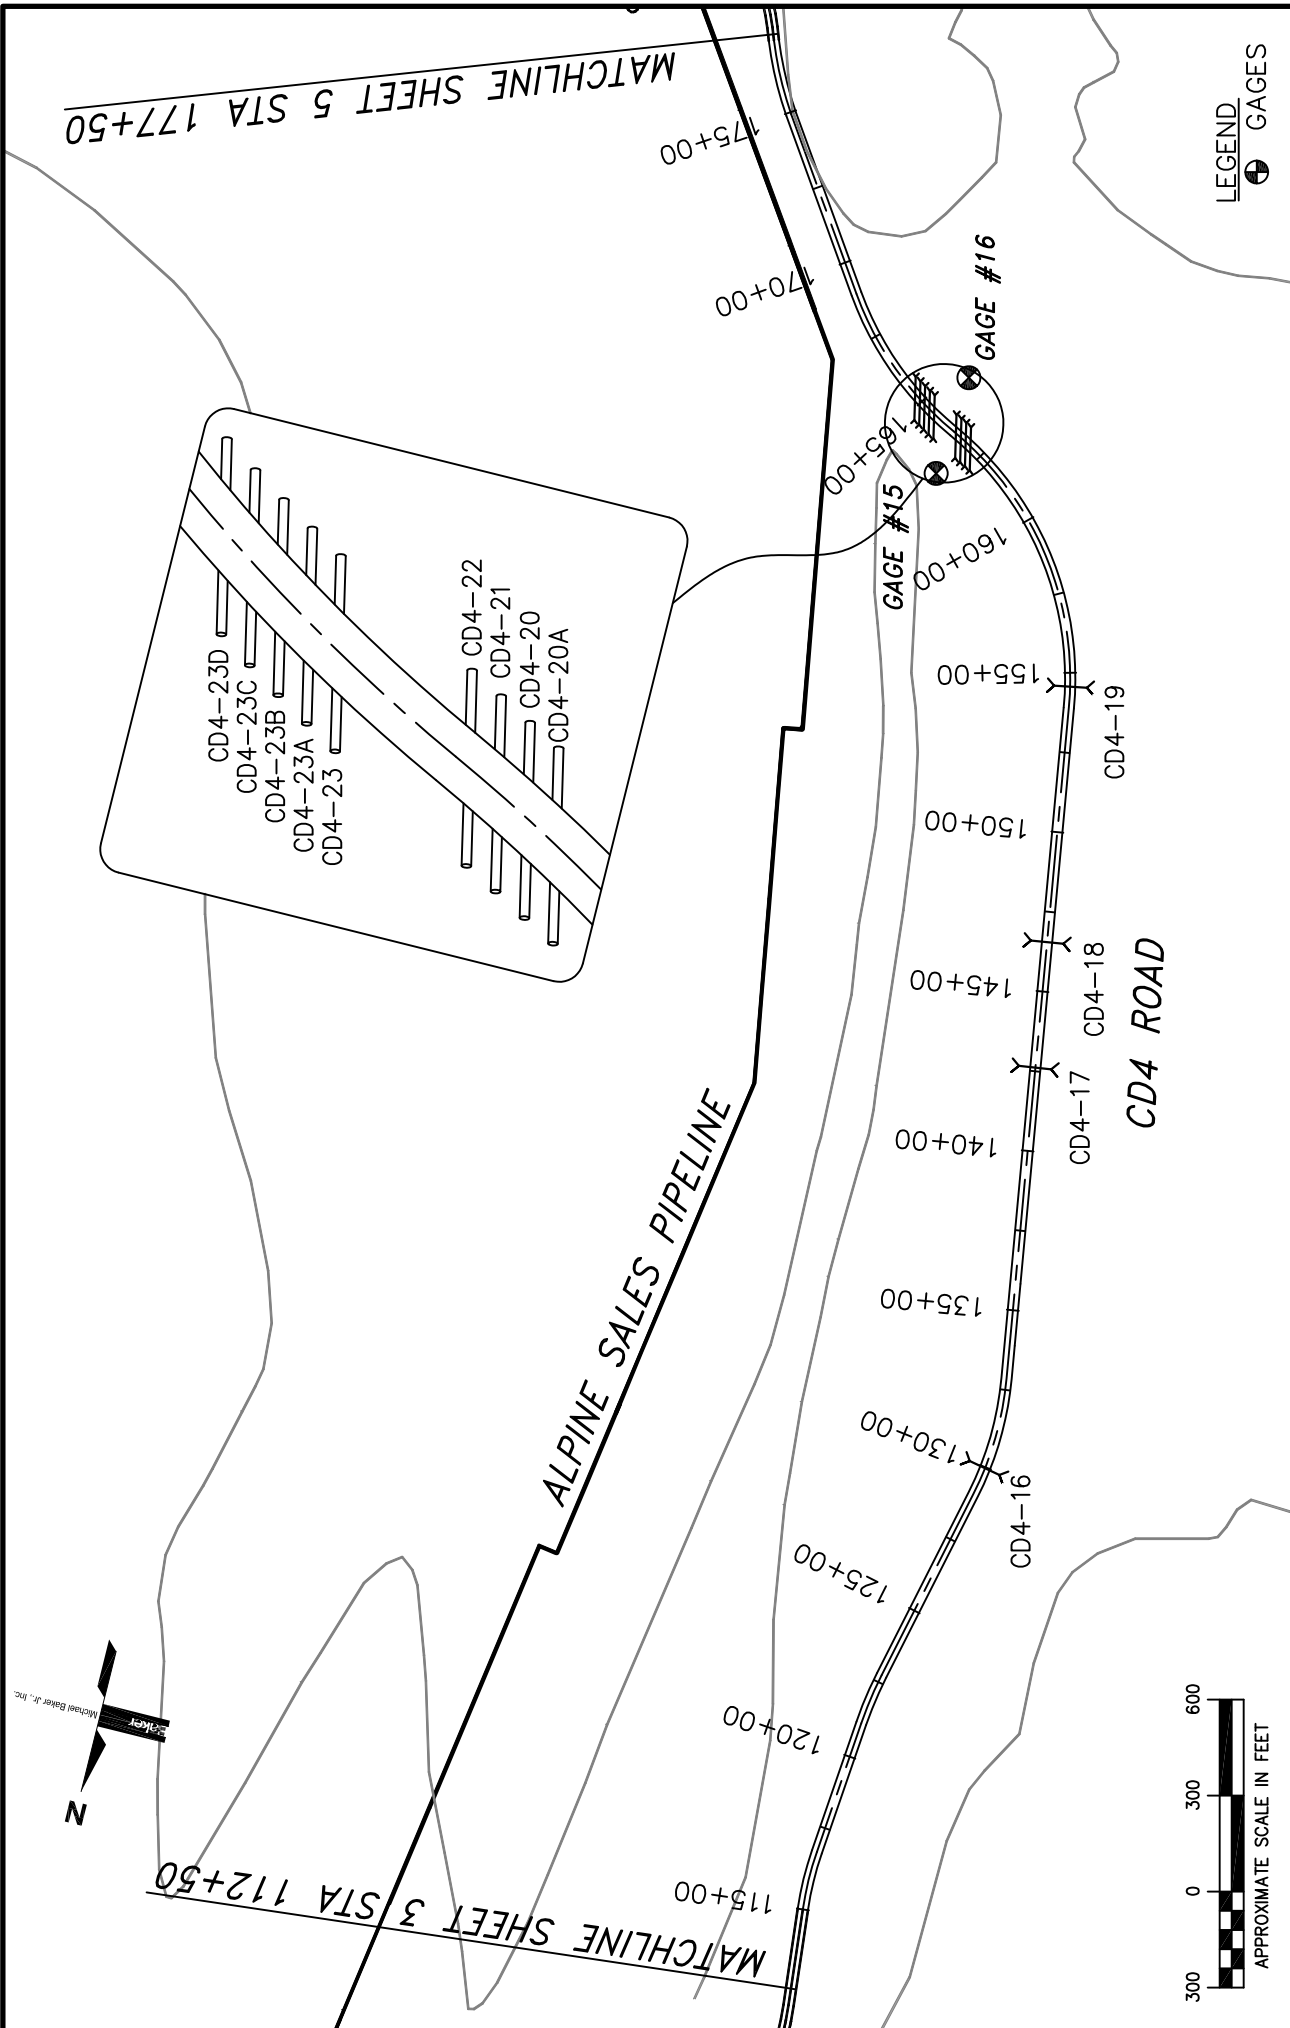 MATCHLINE SHEET 5 STA 177+50
175+00
170+00
165+00
160+00
155+00
150+00
145+00
140+00
135+00
130+00
125+00
120+00
115+00
MATCHLINE SHEET 3 STA 112+50
LEGEND
GAGES
GAGE #16
GAGE #15
CD4-23D
CD4-23C
CD4-23B
CD4-23A
CD4-23
CD4-22
CD4-21
CD4-20
CD4-20A
CD4-19
CD4-18
CD4-17
CD4-16
CD4 ROAD
ALPINE SALES PIPELINE
N
Baker
Michael Baker Jr., Inc.
300 0 300 600
APPROXIMATE SCALE IN FEET